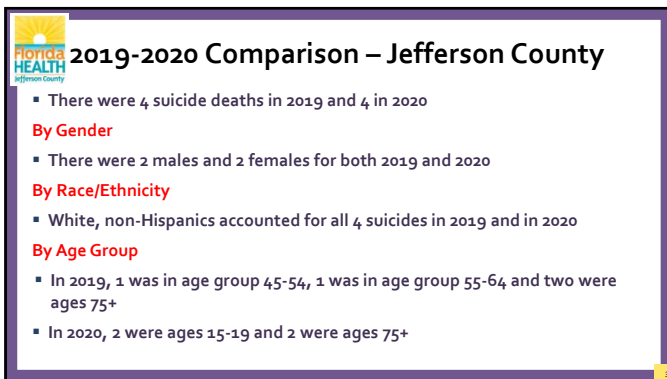 Florida
HEALTH
Jefferson County
2019-2020 Comparison – Jefferson County
▪ There were 4 suicide deaths in 2019 and 4 in 2020
By Gender
▪ There were 2 males and 2 females for both 2019 and 2020
By Race/Ethnicity
▪ White, non-Hispanics accounted for all 4 suicides in 2019 and in 2020
By Age Group
▪ In 2019, 1 was in age group 45-54, 1 was in age group 55-64 and two were
ages 75+
▪ In 2020, 2 were ages 15-19 and 2 were ages 75+